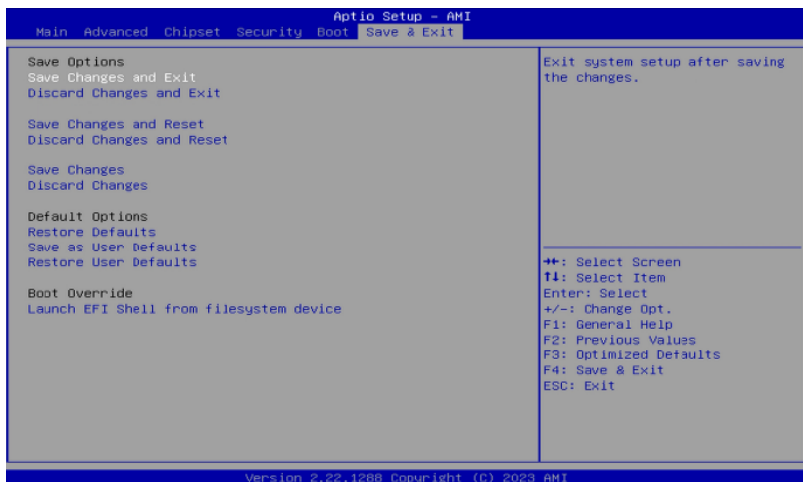 Aptio Setup - AMI
Main Advanced Chipset Security Boot Save & Exit
Save Options
Save Changes and Exit
Discard Changes and Exit
Save Changes and Reset
Discard Changes and Reset
Save Changes
Discard Changes
Default Options
Restore Defaults
Save as User Defaults
Restore User Defaults
Boot Override
Launch EFI Shell from filesystem device
Exit system setup after saving
the changes.
→←: Select Screen
↑↓: Select Item
Enter: Select
+/-: Change Opt.
F1: General Help
F2: Previous Values
F3: Optimized Defaults
F4: Save & Exit
ESC: Exit
Version 2.22.1288 Copyright (C) 2023 AMI